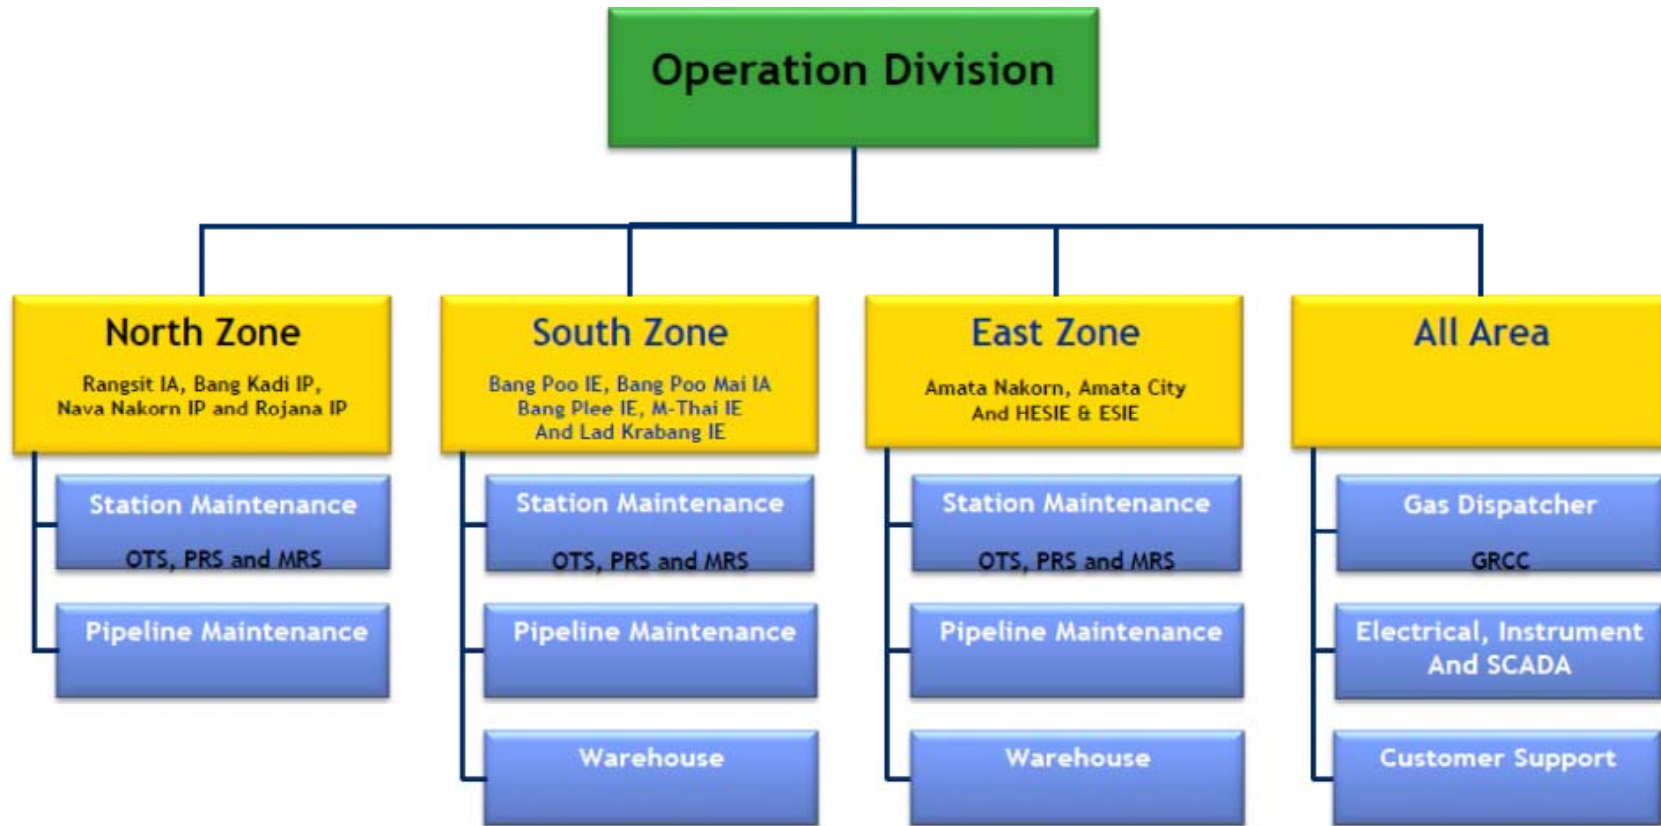 Operation Division
North Zone
Rangsit IA, Bang Kadi IP,
Nava Nakorn IP and Rojana IP
Station Maintenance
OTS, PRS and MRS
Pipeline Maintenance
South Zone
Bang Poo IE, Bang Poo Mai IA
Bang Plee IE, M-Thai IE
And Lad Krabang IE
Station Maintenance
OTS, PRS and MRS
Pipeline Maintenance
Warehouse
East Zone
Amata Nakorn, Amata City
And HESIE & ESIE
Station Maintenance
OTS, PRS and MRS
Pipeline Maintenance
Warehouse
All Area
Gas Dispatcher
GRCC
Electrical, Instrument
And SCADA
Customer Support